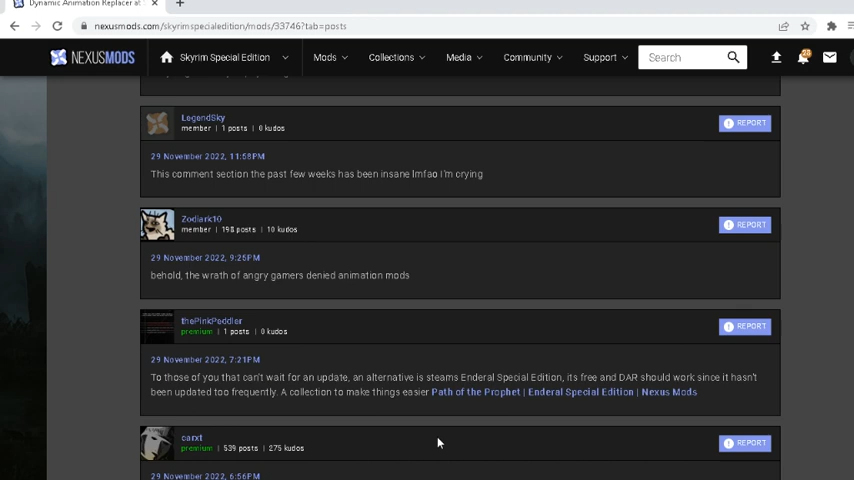 Dynamic Animation Replacer at S
nexusmods.com/skyrimspecialedition/mods/33746?tab=posts
NEXUSMODS Skyrim Special Edition Mods Collections Media Community Support Search
LegendSky
member | 1 posts | 0 kudos
REPORT
29 November 2022, 11:58PM
This comment section the past few weeks has been insane lmfao I'm crying
Zodiark10
member | 198 posts | 10 kudos
REPORT
29 November 2022, 9:25PM
behold, the wrath of angry gamers denied animation mods
thePinkPeddler
premium | 1 posts | 0 kudos
REPORT
29 November 2022, 7:21PM
To those of you that can't wait for an update, an alternative is steams Enderal Special Edition, its free and DAR should work since it hasn't
been updated too frequently. A collection to make things easier Path of the Prophet | Enderal Special Edition | Nexus Mods
carxt
premium | 539 posts | 275 kudos
REPORT
29 November 2022, 6:56PM